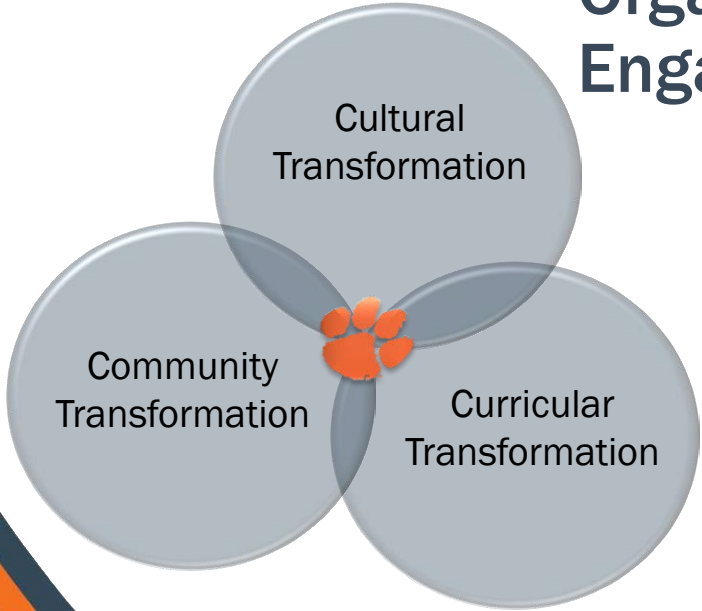 Cultural
Transformation
Community
Transformation
Curricular
Transformation